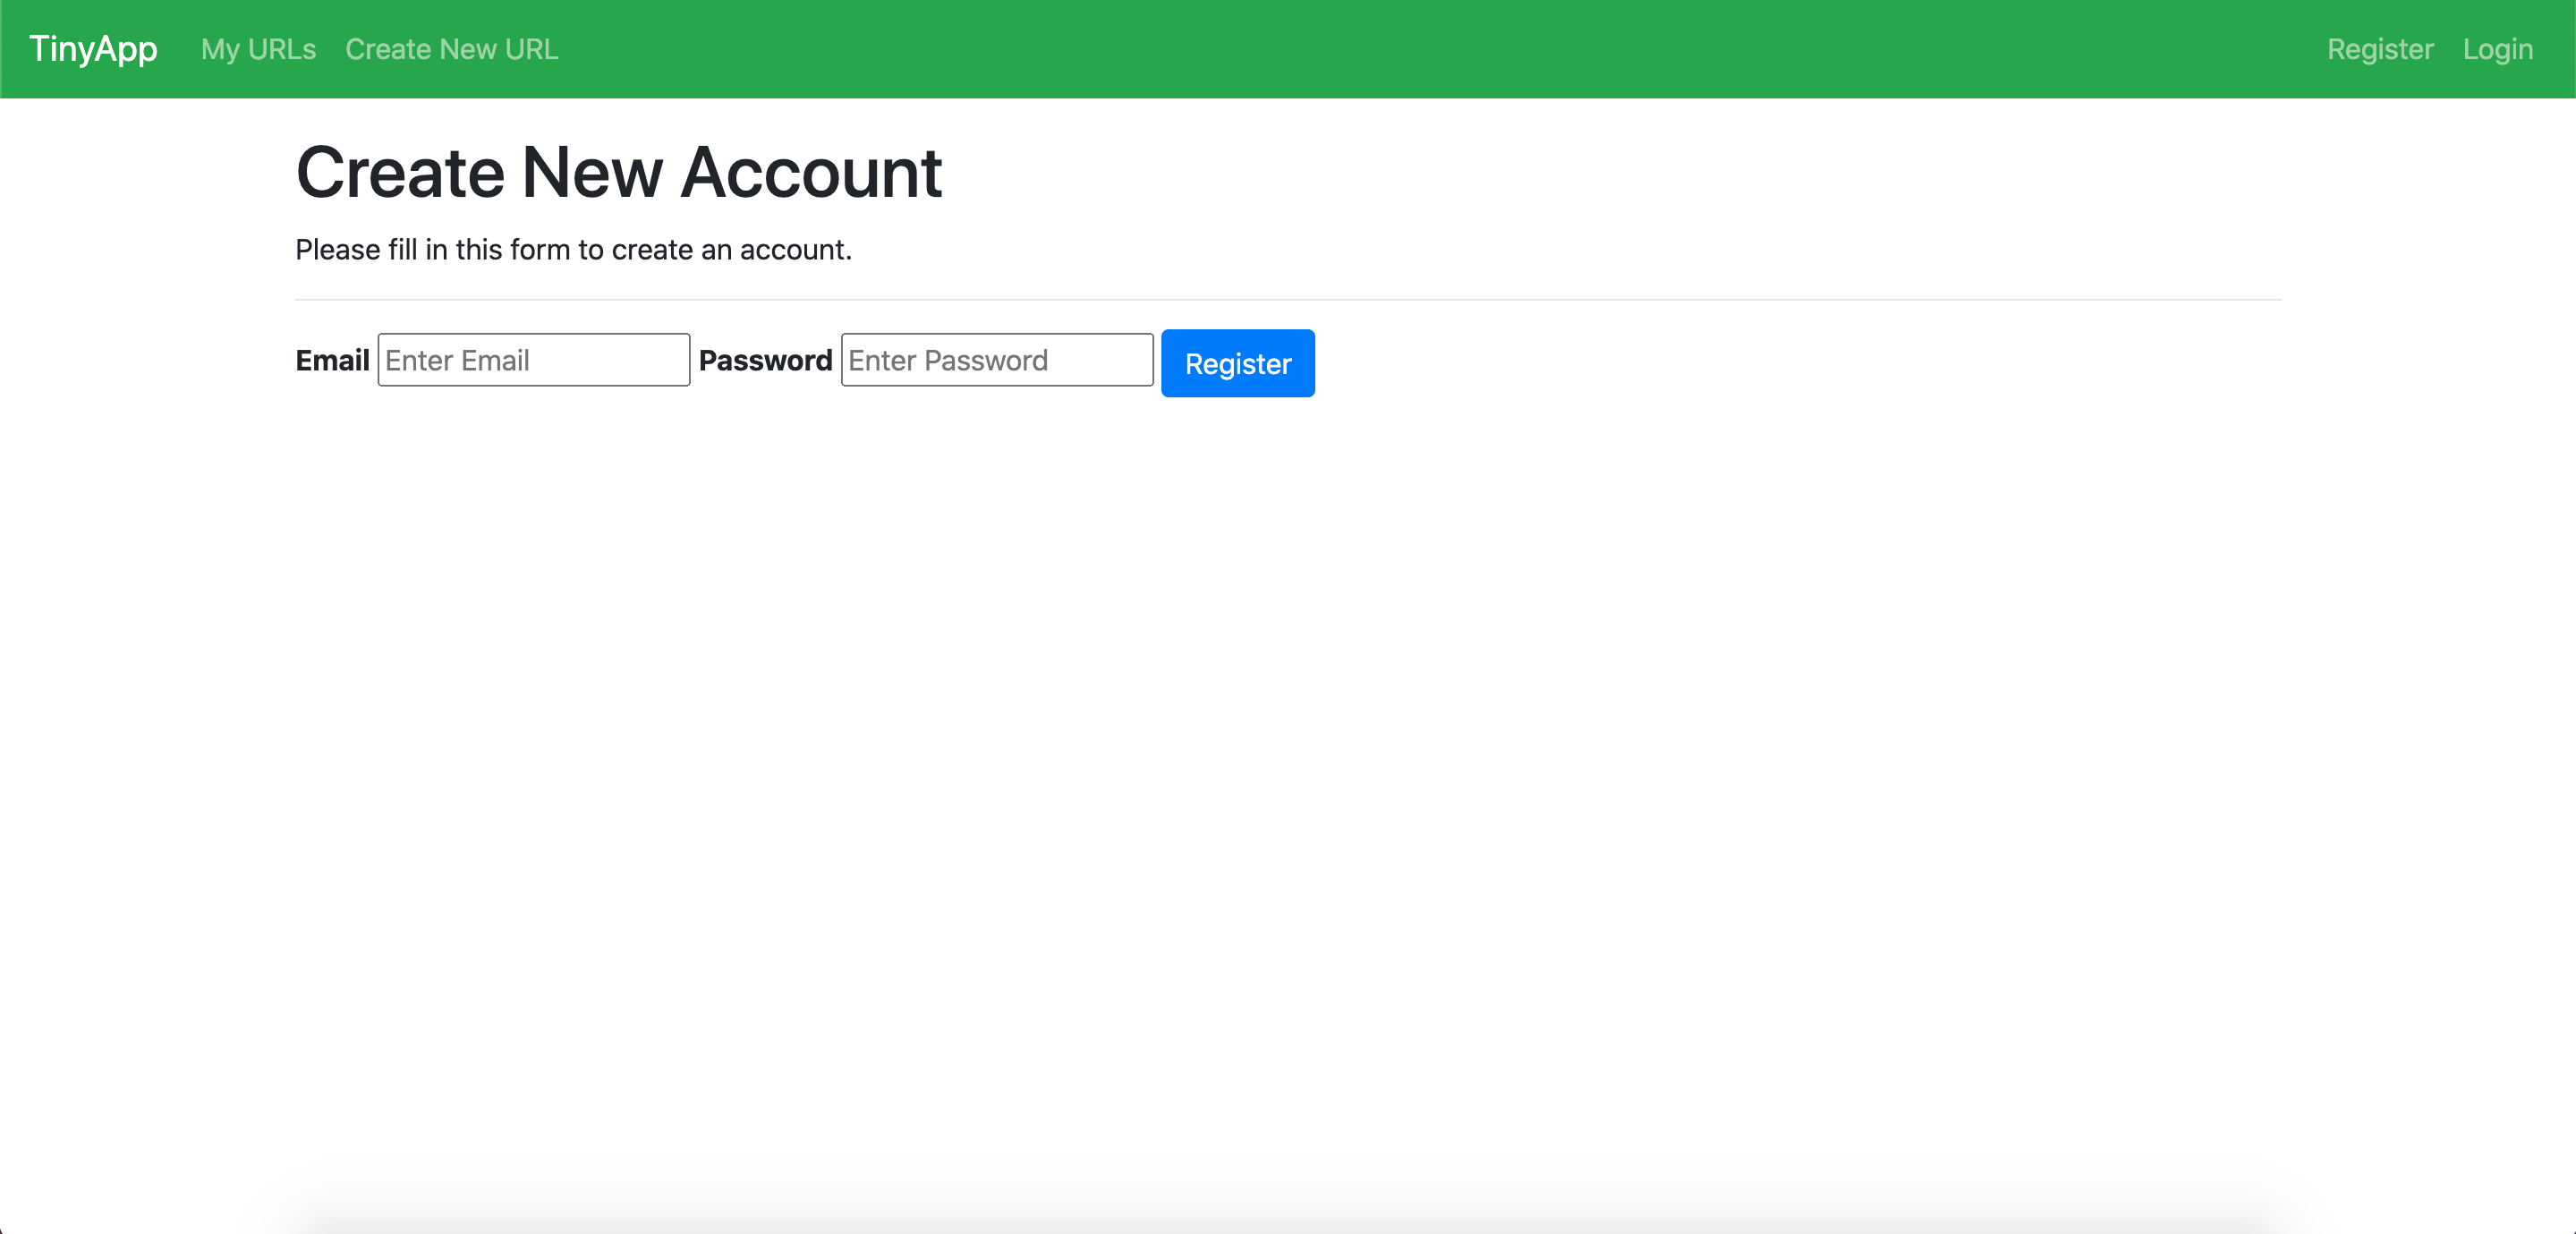 TinyApp My URLs Create New URL Register Login
Create New Account
Please fill in this form to create an account.
Email Enter Email Password Enter Password Register